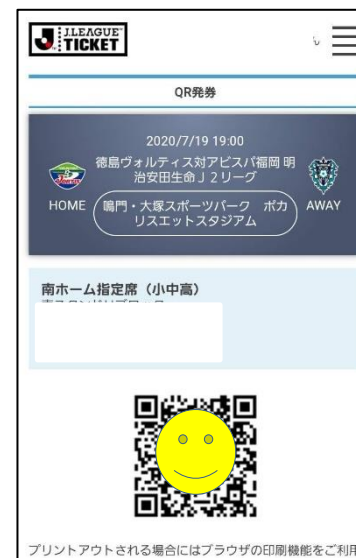 J.LEAGUE
TICKET
QR発券
2020/7/19 19:00
徳島ヴォルティス対アビスパ福岡 明
治安田生命J2リーグ
HOME
鳴門・大塚スポーツパーク ポカ
リスエットスタジアム
AWAY
南ホーム指定席（小中高）
プリントアウトされる場合にはブラウザの印刷機能をご利用